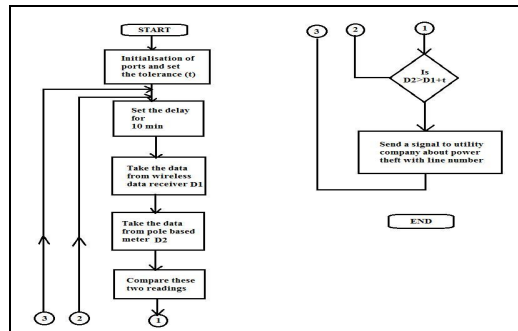 START
Initialisation of
ports and set
the tolerance (t)
Set the delay
for
10 min
Take the data
from wireless
data receiver D1
Take the data
from pole based
meter D2
Compare these
two readings
3
2
1
3
2
1
Is
D2>D1+t
Send a signal to utility
company about power
theft with line number
END